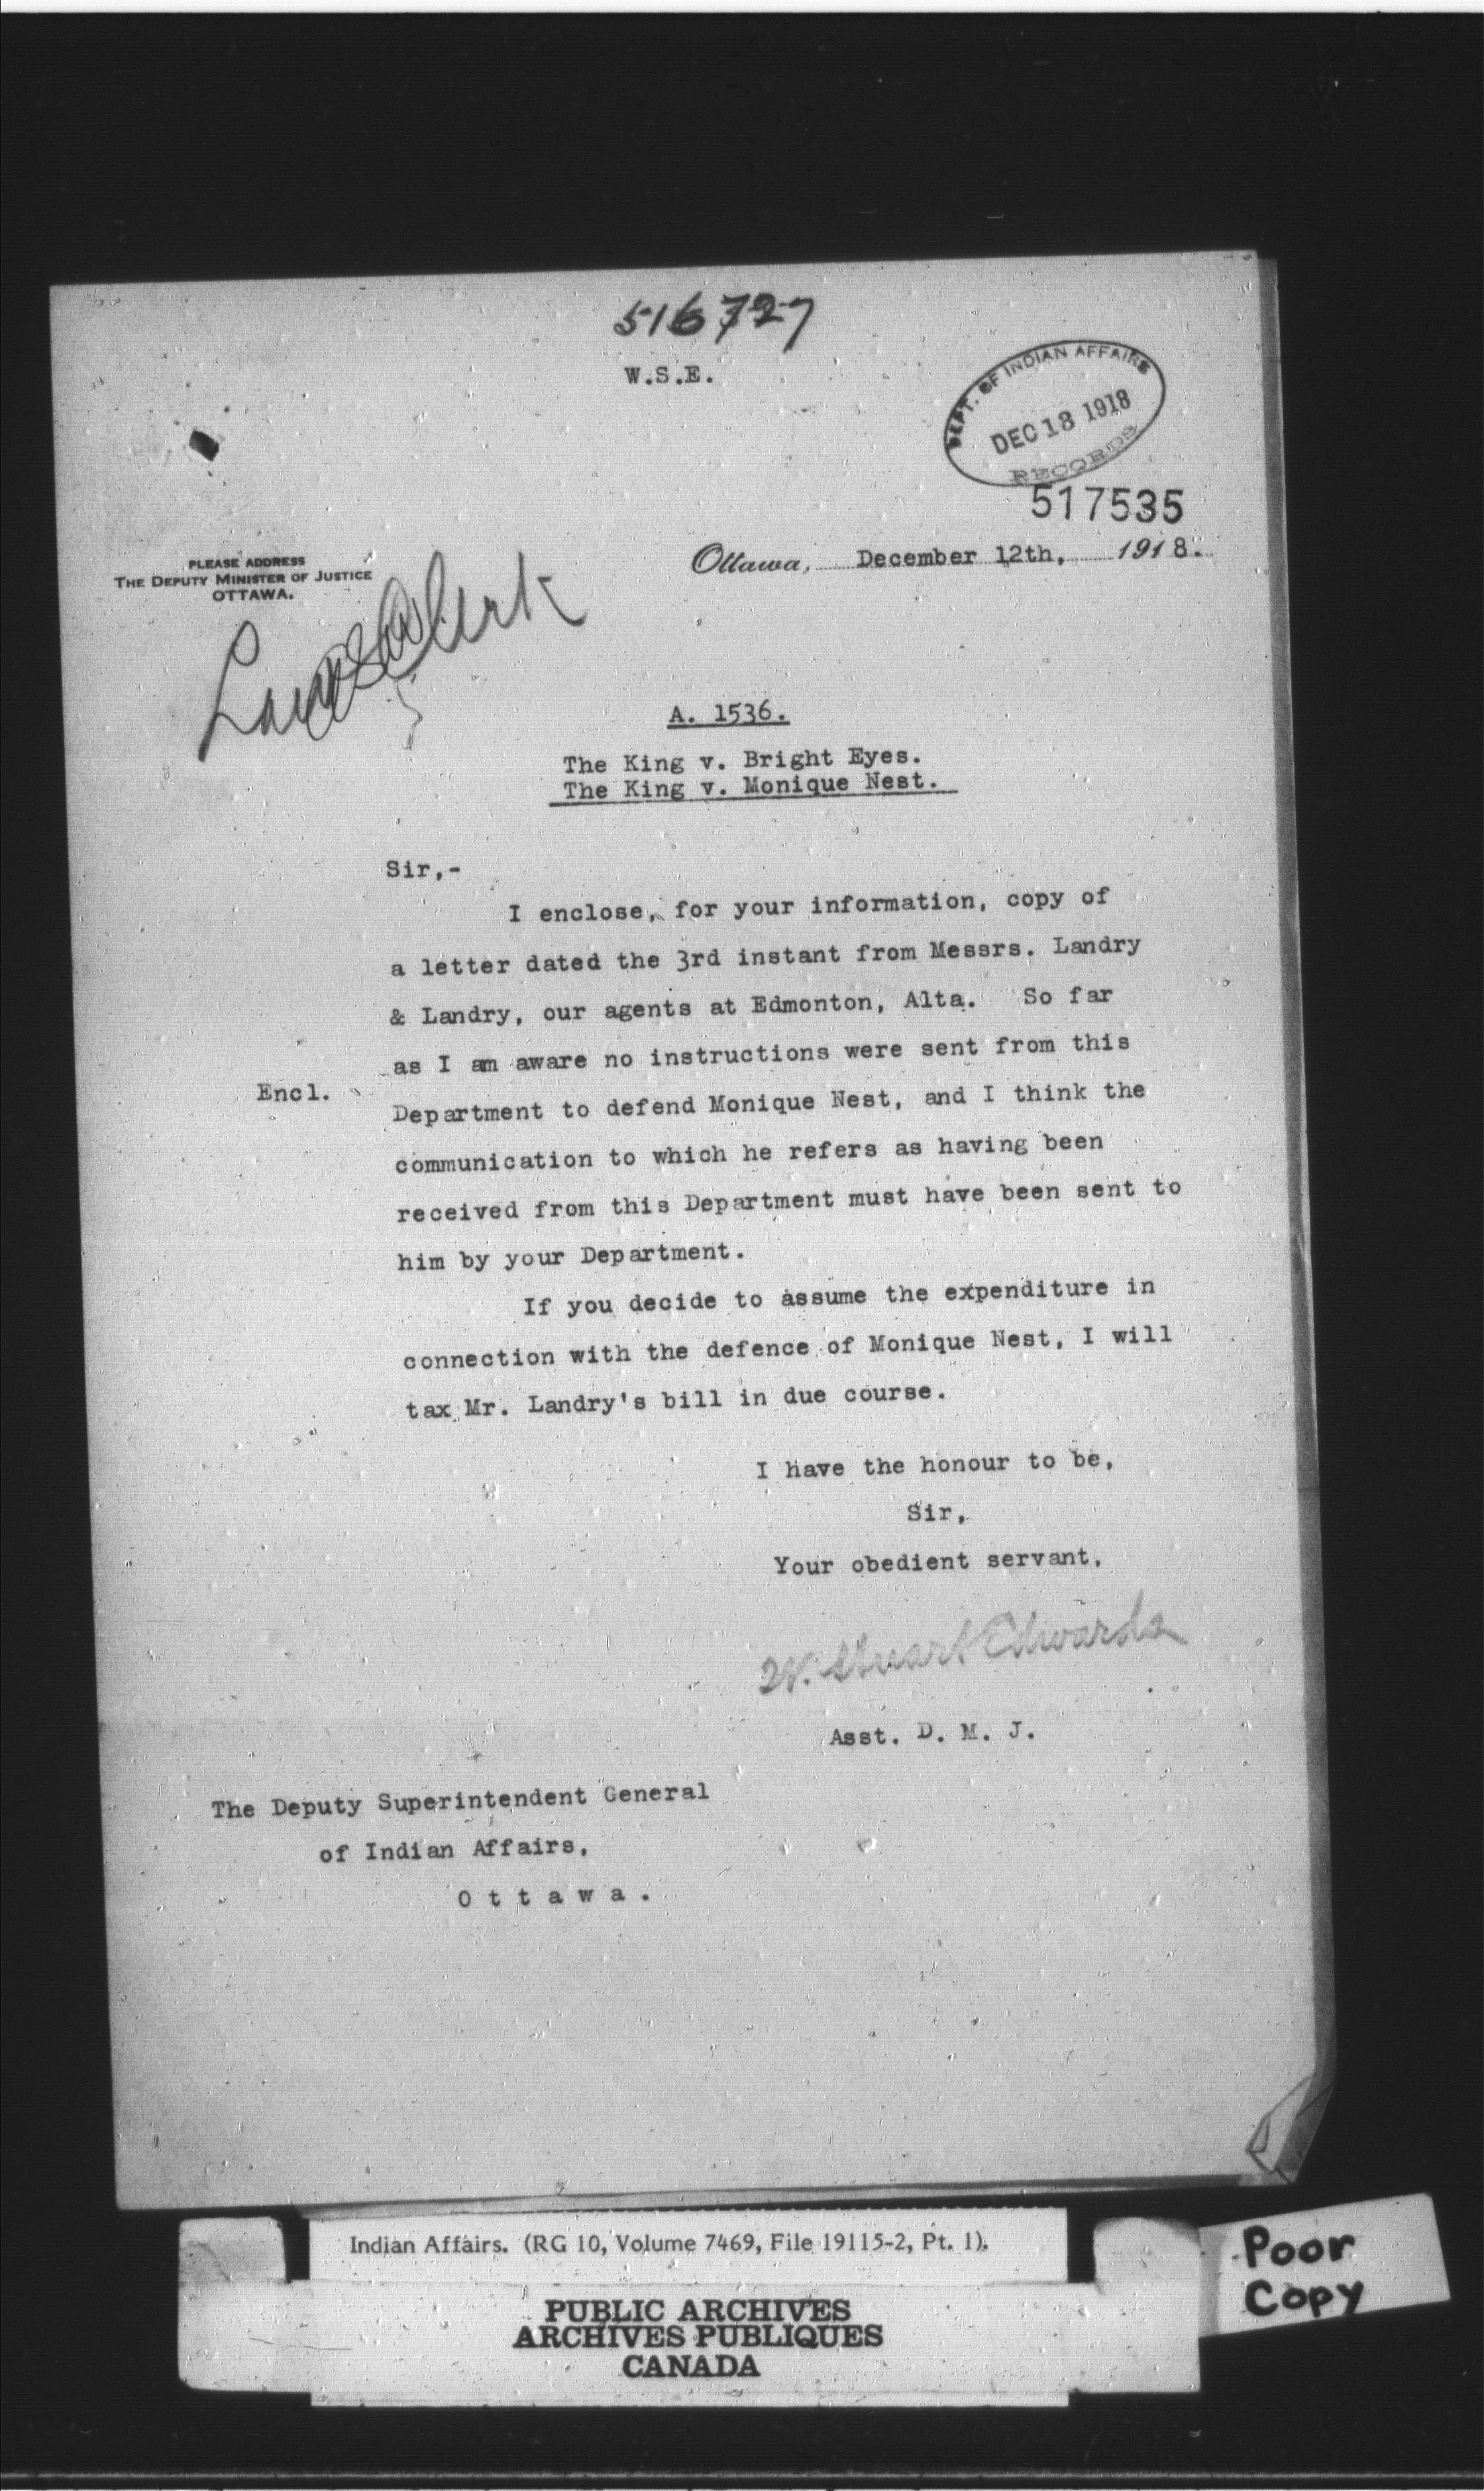 516727
W.S.E.
DEPT. OF INDIAN AFFAIRS
DEC 18 1918
RECORDS
517535
PLEASE ADDRESS
THE DEPUTY MINISTER OF JUSTICE
OTTAWA.
Ottawa, December 12th, 1918.
Clerk
A. 1536.
The King v. Bright Eyes.
The King v. Monique Nest.
Sir,-
I enclose, for your information, copy of
a letter dated the 3rd instant from Messrs. Landry
& Landry, our agents at Edmonton, Alta. So far
as I am aware no instructions were sent from this
Encl.
Department to defend Monique Nest, and I think the
communication to which he refers as having been
received from this Department must have been sent to
him by your Department.
If you decide to assume the expenditure in
connection with the defence of Monique Nest, I will
tax Mr. Landry's bill in due course.
I have the honour to be,
Sir,
Your obedient servant,
W. Stuart Edwards
Asst. D. M. J.
The Deputy Superintendent General
of Indian Affairs,
O t t a w a .
Indian Affairs. (RG 10, Volume 7469, File 19115-2, Pt. 1).
PUBLIC ARCHIVES
ARCHIVES PUBLIQUES
CANADA
Poor
Copy